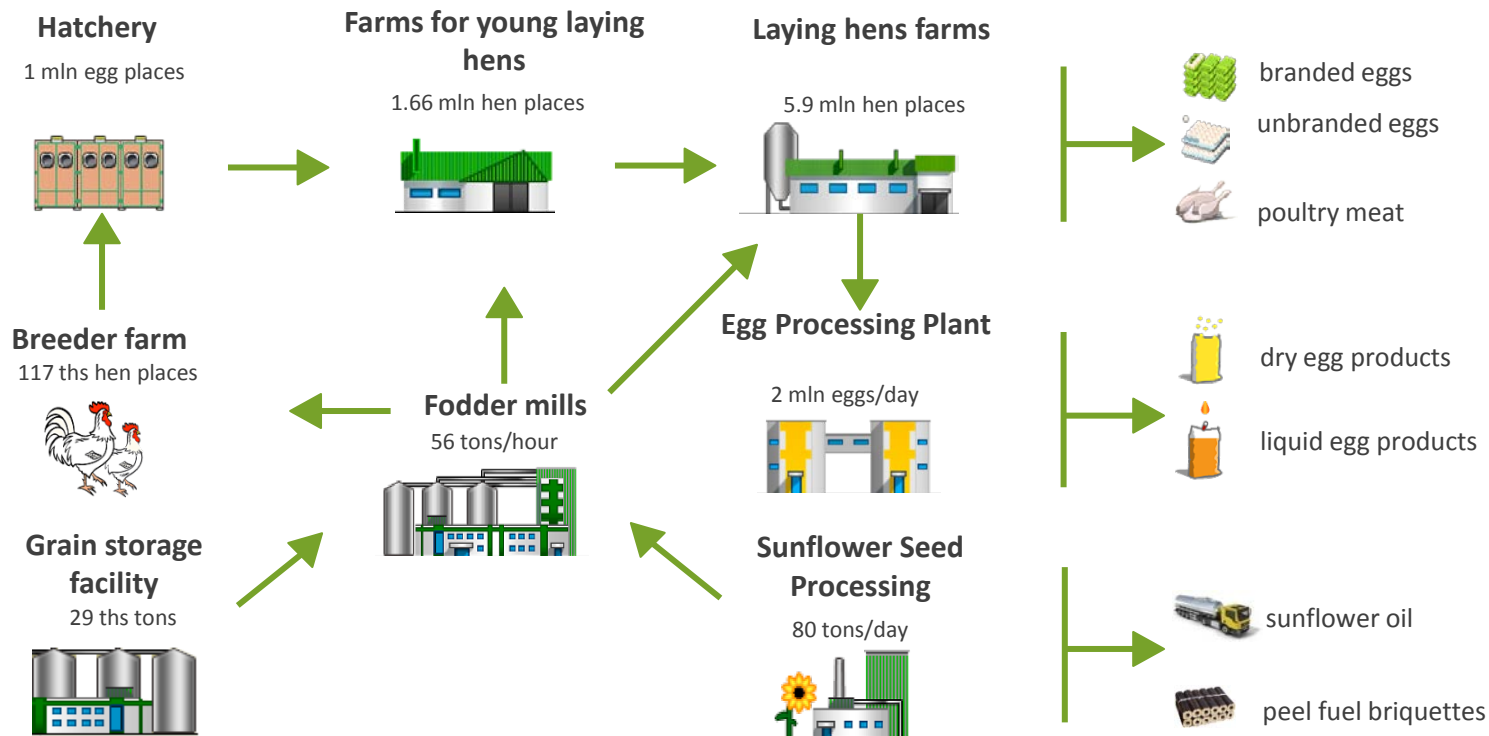 Hatchery
1 mln egg places
Farms for young laying
hens
1.66 mln hen places
Laying hens farms
5.9 mln hen places
branded eggs
unbranded eggs
poultry meat
Breeder farm
117 ths hen places
Fodder mills
56 tons/hour
Egg Processing Plant
2 mln eggs/day
dry egg products
liquid egg products
Grain storage
facility
29 ths tons
Sunflower Seed
Processing
80 tons/day
sunflower oil
peel fuel briquettes